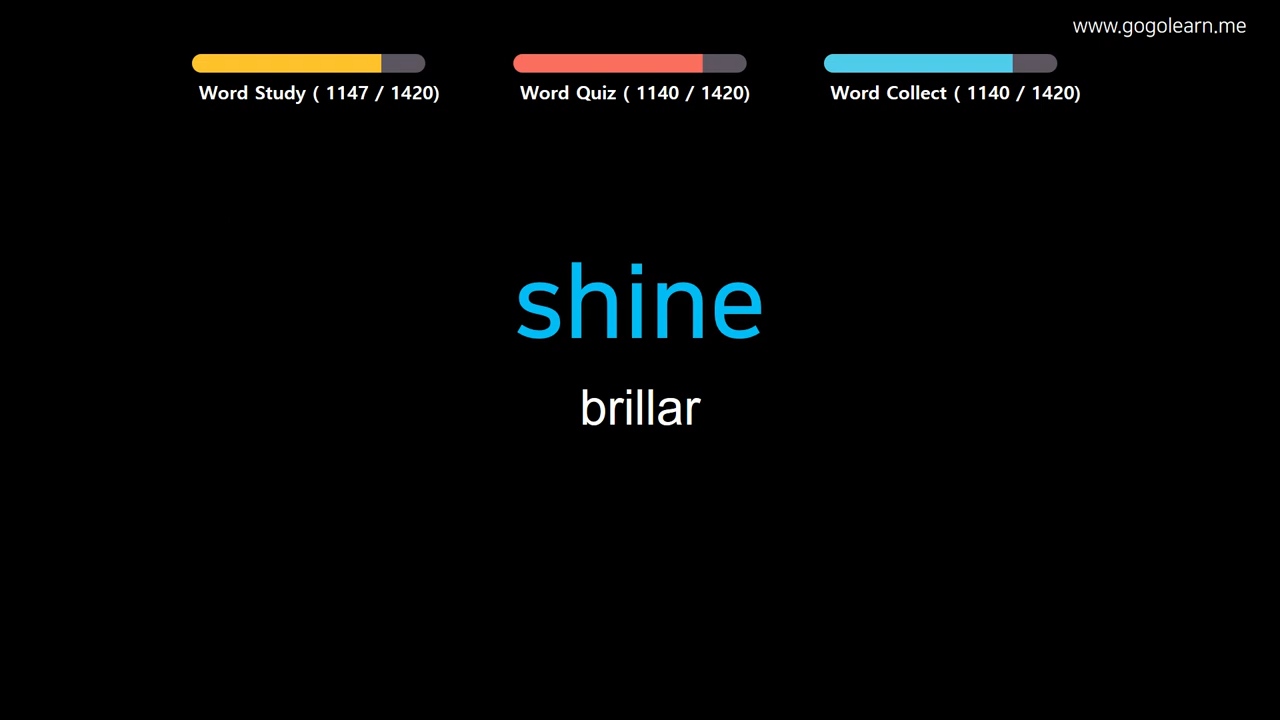 www.gogolearn.me
Word Study ( 1147 / 1420)
Word Quiz ( 1140 / 1420)
Word Collect ( 1140 / 1420)
shine
brillar